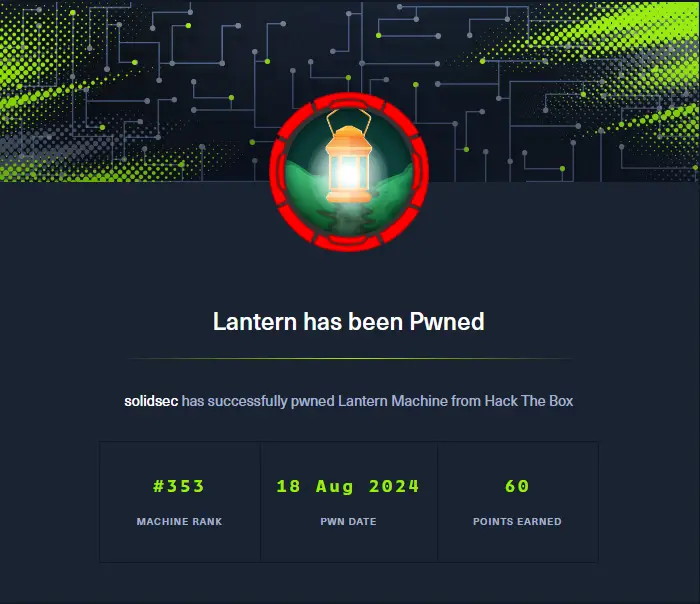 Lantern has been Pwned
solidsec has successfully pwned Lantern Machine from Hack The Box
#353
MACHINE RANK
18 Aug 2024
PWN DATE
60
POINTS EARNED